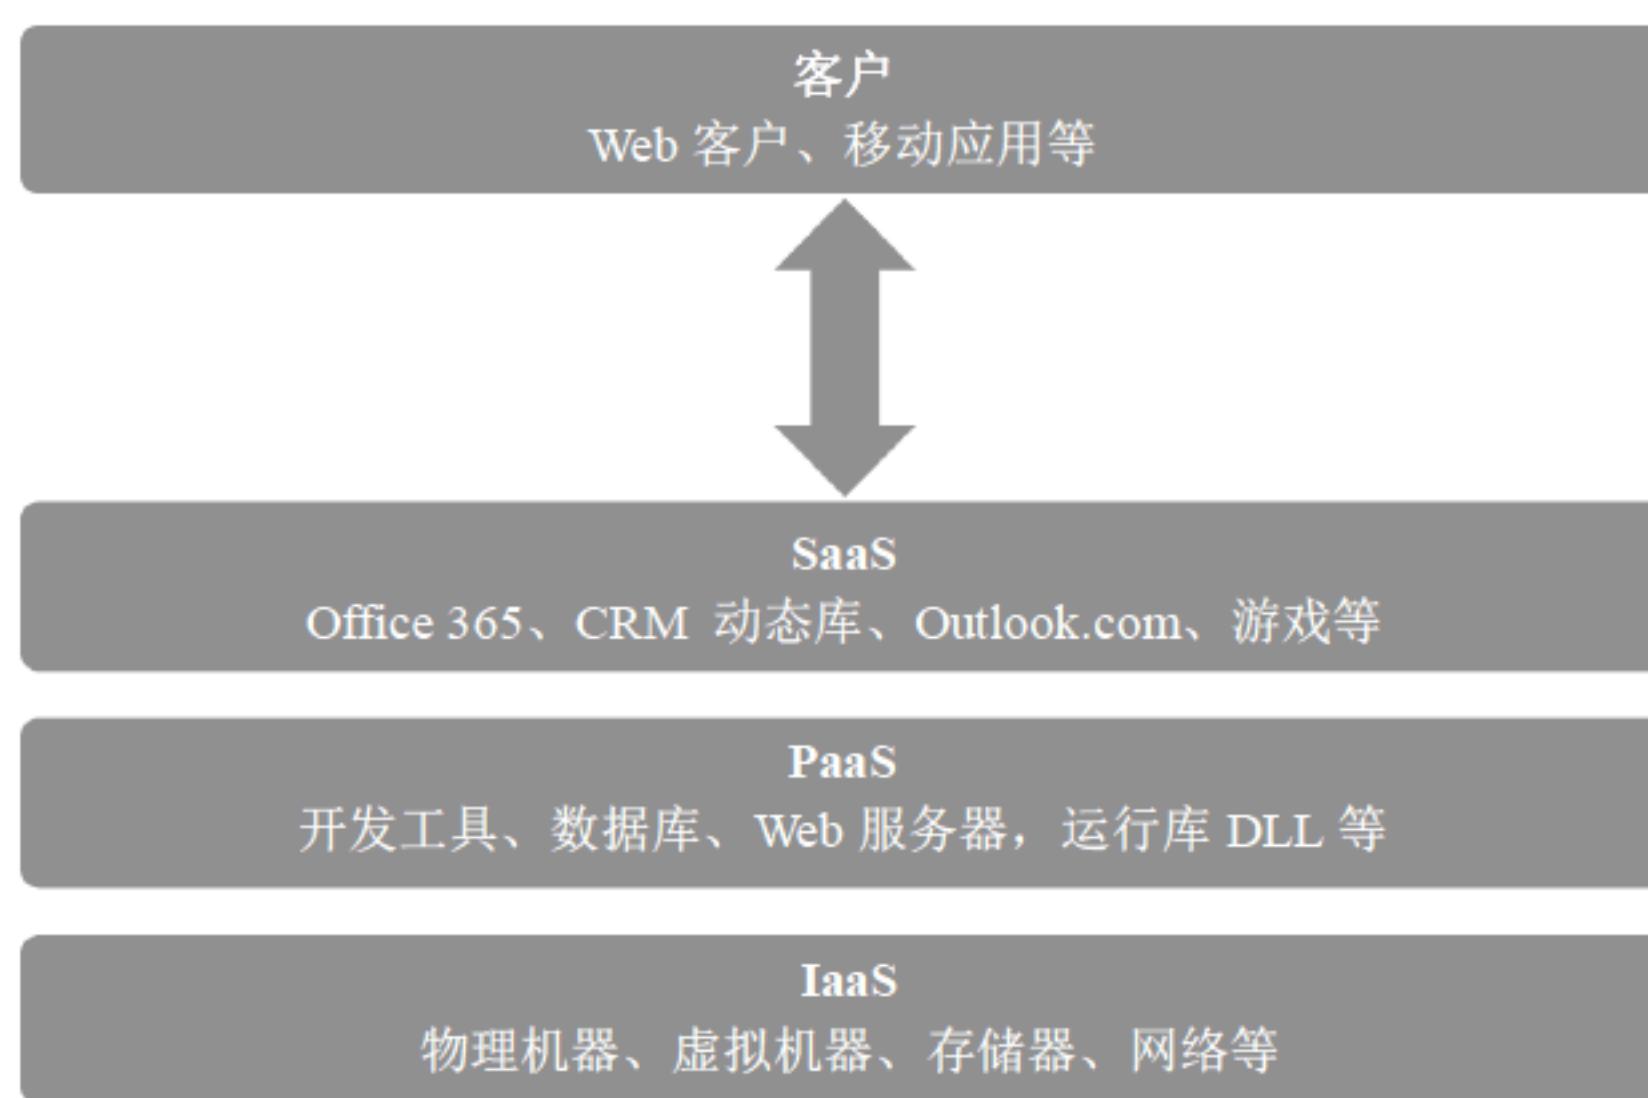 客户
Web 客户、移动应用等
SaaS
Office 365、CRM 动态库、Outlook.com、游戏等
PaaS
开发工具、数据库、Web 服务器，运行库 DLL 等
IaaS
物理机器、虚拟机器、存储器、网络等